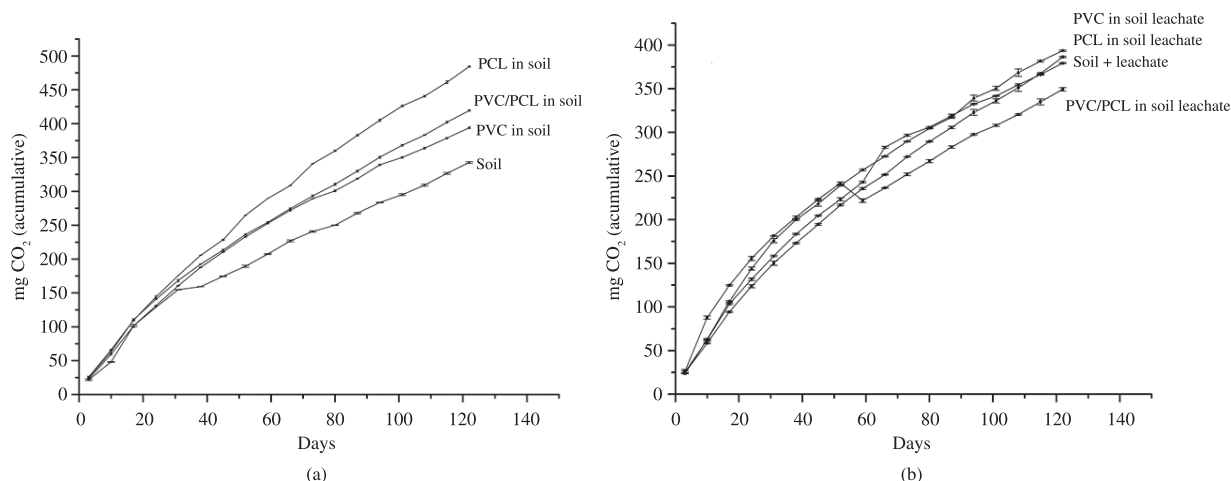 500
450
400
350
300
250
200
150
100
50
0
mg CO₂ (acumulative)
PCL in soil
PVC/PCL in soil
PVC in soil
Soil
0 20 40 60 80 100 120 140
Days
(a)
400
350
300
250
200
150
100
50
0
mg CO₂ (acumulative)
PVC in soil leachate
PCL in soil leachate
Soil + leachate
PVC/PCL in soil leachate
0 20 40 60 80 100 120 140
Days
(b)